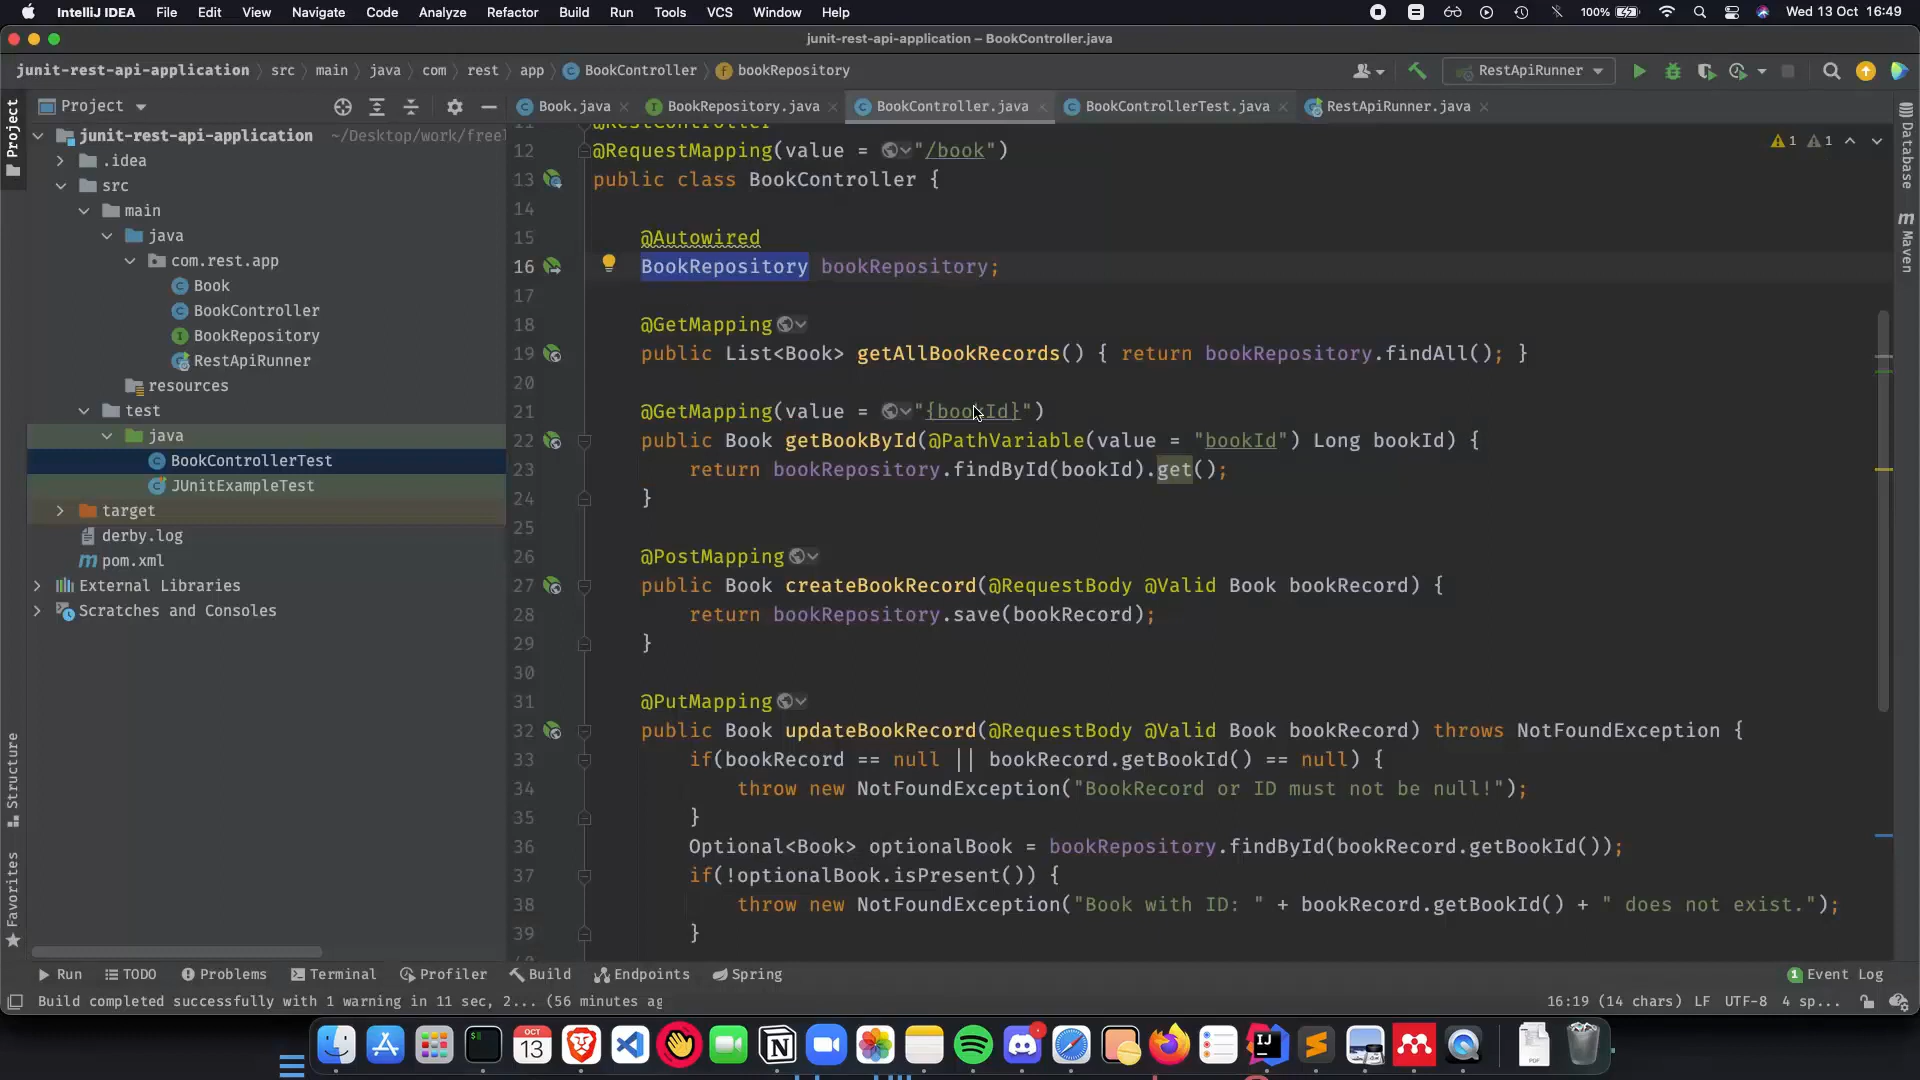 IntelliJ IDEA File Edit View Navigate Code Analyze Refactor Build Run Tools VCS Window Help 100% Wed 13 Oct 16:49
junit-rest-api-application – BookController.java
junit-rest-api-application src main java com rest app BookController bookRepository RestApiRunner
Project Book.java BookRepository.java BookController.java BookControllerTest.java RestApiRunner.java
Project
Structure
Favorites
Database
Maven
junit-rest-api-application ~/Desktop/work/freel
.idea
src
main
java
com.rest.app
Book
BookController
BookRepository
RestApiRunner
resources
test
java
BookControllerTest
JUnitExampleTest
target
derby.log
pom.xml
External Libraries
Scratches and Consoles
1 1
@RestController
12 @RequestMapping(value = "/book")
13 public class BookController {
14
15 @Autowired
16 BookRepository bookRepository;
17
18 @GetMapping
19 public List<Book> getAllBookRecords() { return bookRepository.findAll(); }
20
21 @GetMapping(value = "{bookId}")
22 public Book getBookById(@PathVariable(value = "bookId") Long bookId) {
23 return bookRepository.findById(bookId).get();
24 }
25
26 @PostMapping
27 public Book createBookRecord(@RequestBody @Valid Book bookRecord) {
28 return bookRepository.save(bookRecord);
29 }
30
31 @PutMapping
32 public Book updateBookRecord(@RequestBody @Valid Book bookRecord) throws NotFoundException {
33 if(bookRecord == null || bookRecord.getBookId() == null) {
34 throw new NotFoundException("BookRecord or ID must not be null!");
35 }
36 Optional<Book> optionalBook = bookRepository.findById(bookRecord.getBookId());
37 if(!optionalBook.isPresent()) {
38 throw new NotFoundException("Book with ID: " + bookRecord.getBookId() + " does not exist.");
39 }
Run TODO Problems Terminal Profiler Build Endpoints Spring 1 Event Log
Build completed successfully with 1 warning in 11 sec, 2... (56 minutes ag 16:19 (14 chars) LF UTF-8 4 sp...
OCT
13
IJ
PDF